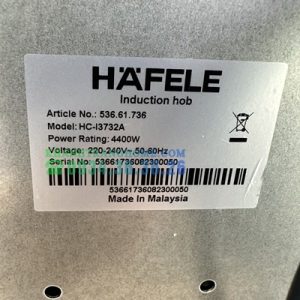 HÄFELE
Induction hob
Article No.: 536.61.736
Model: HC-I3732A
Power Rating: 4400W
Voltage: 220-240V~,50-60Hz
Serial No: 53661736082300050
53661736082300050
Made In Malaysia